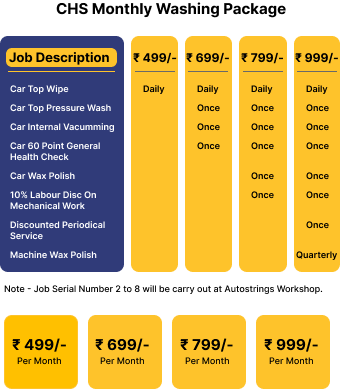 CHS Monthly Washing Package
Job Description ₹ 499/- ₹ 699/- ₹ 799/- ₹ 999/-
Car Top Wipe Daily Daily Daily Daily
Car Top Pressure Wash Once Once Once
Car Internal Vacumming Once Once Once
Car 60 Point General Once Once Once
Health Check
Car Wax Polish Once Once
10% Labour Disc On Once Once
Mechanical Work
Discounted Periodical Once
Service
Machine Wax Polish Quarterly
Note - Job Serial Number 2 to 8 will be carry out at Autostrings Workshop.
₹ 499/- ₹ 699/- ₹ 799/- ₹ 999/-
Per Month Per Month Per Month Per Month